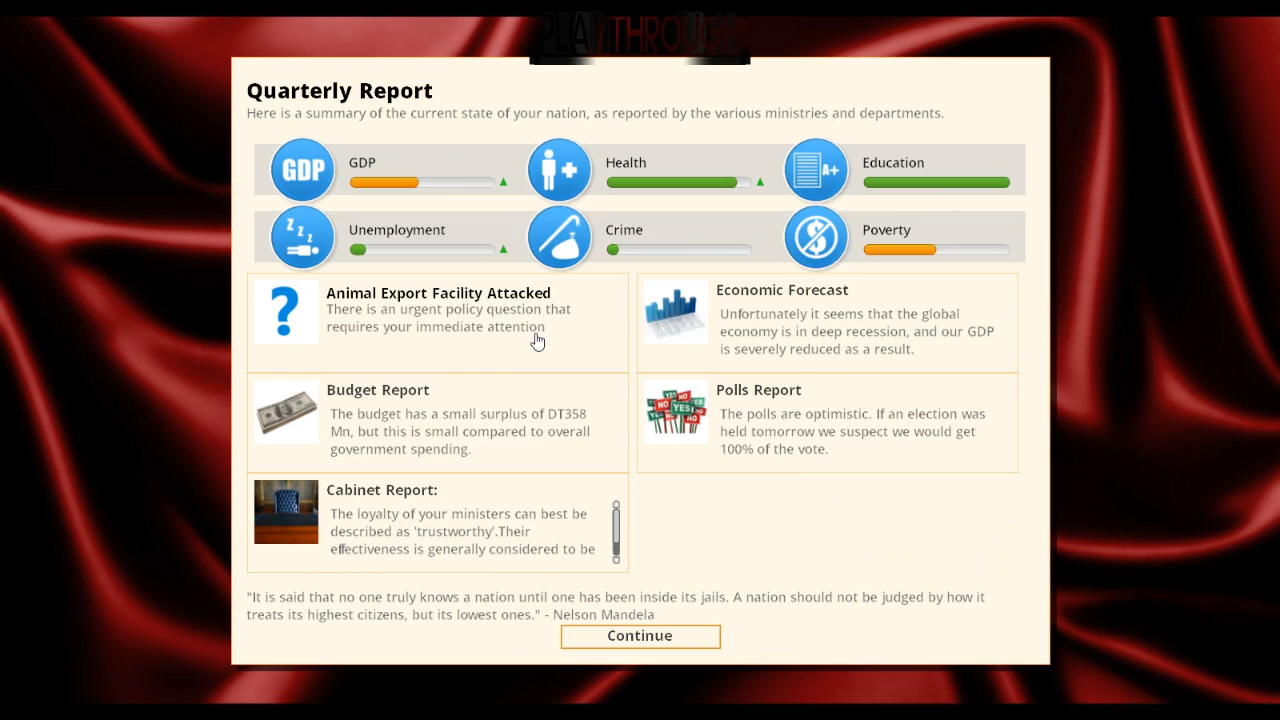 PLAYTHROUGH
Quarterly Report
Here is a summary of the current state of your nation, as reported by the various ministries and departments.
GDP
GDP
Health
A+
Education
Z Z Z
Unemployment
Crime
$
Poverty
?
Animal Export Facility Attacked
There is an urgent policy question that
requires your immediate attention
Economic Forecast
Unfortunately it seems that the global
economy is in deep recession, and our GDP
is severely reduced as a result.
Budget Report
The budget has a small surplus of DT358
Mn, but this is small compared to overall
government spending.
YES NO NO
NO YES
NO
Polls Report
The polls are optimistic. If an election was
held tomorrow we suspect we would get
100% of the vote.
Cabinet Report:
The loyalty of your ministers can best be
described as 'trustworthy'.Their
effectiveness is generally considered to be
"It is said that no one truly knows a nation until one has been inside its jails. A nation should not be judged by how it
treats its highest citizens, but its lowest ones." - Nelson Mandela
Continue